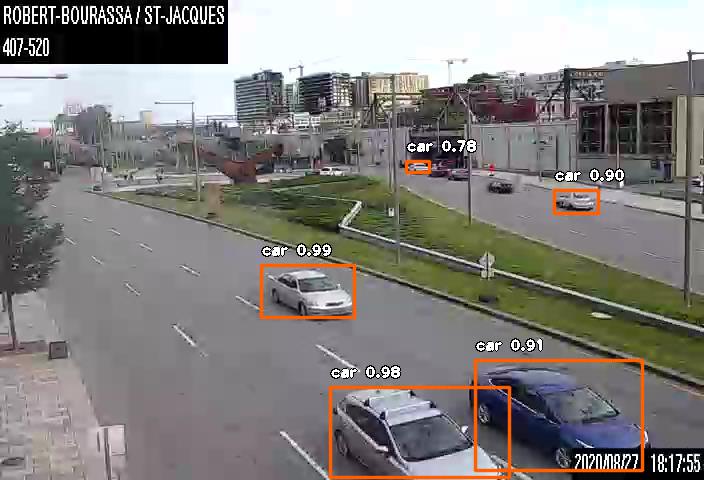 ROBERT-BOURASSA / ST-JACQUES
407-520
car 0.78
car 0.90
car 0.99
car 0.91
car 0.98
2020/08/27 18:17:55